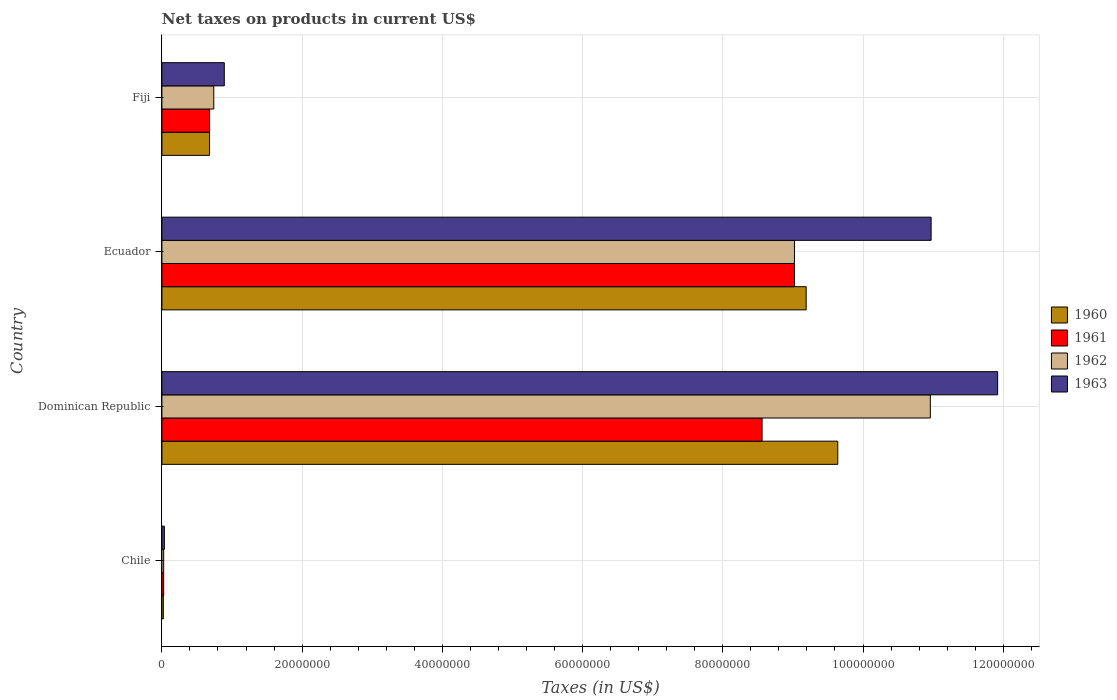 Net taxes on products in current US$
Fiji
Ecuador
Dominican Republic
Chile
Country
0
20000000
40000000
60000000
80000000
100000000
120000000
Taxes (in US$)
1960
1961
1962
1963